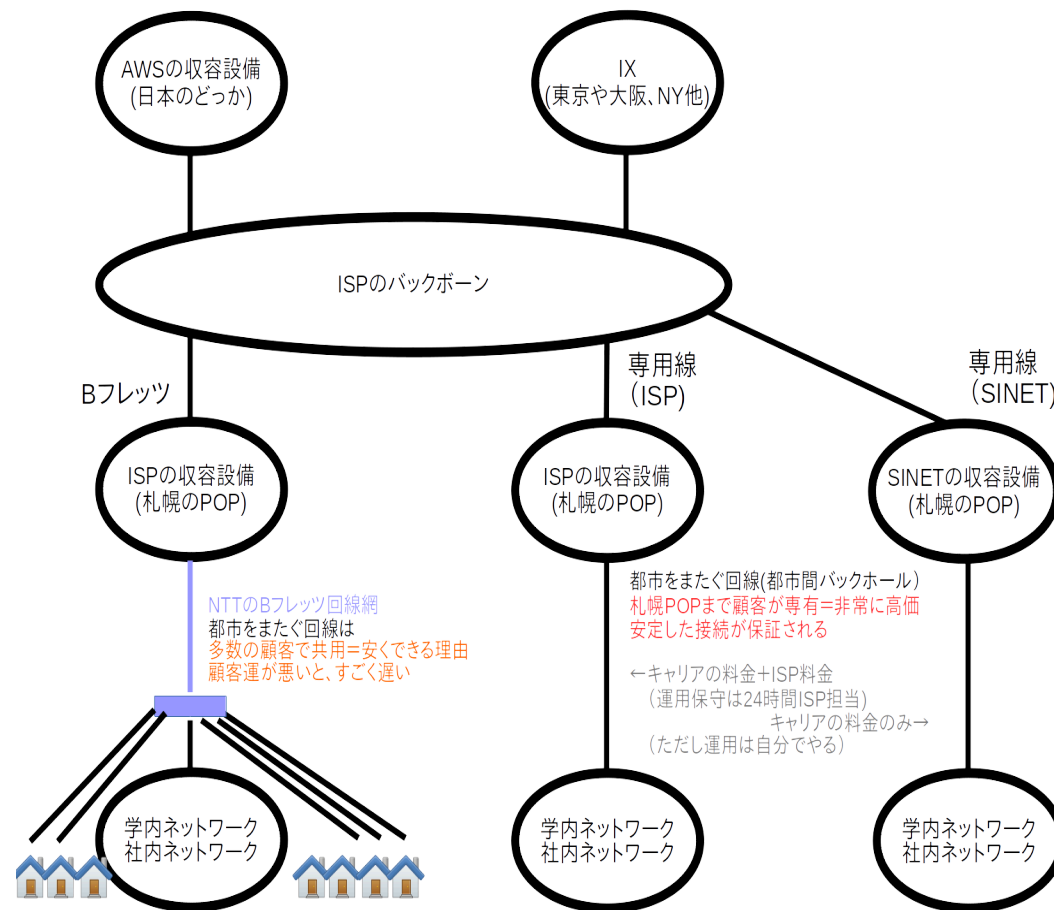 AWSの収容設備
(日本のどっか)
IX
(東京や大阪、NY他)
ISPのバックボーン
Bフレッツ
専用線
（ISP)
専用線
（SINET)
ISPの収容設備
(札幌のPOP)
ISPの収容設備
(札幌のPOP)
SINETの収容設備
(札幌のPOP)
NTTのBフレッツ回線網
都市をまたぐ回線は
多数の顧客で共用=安くできる理由
顧客運が悪いと、すごく遅い
都市をまたぐ回線(都市間バックホール）
札幌POPまで顧客が専有=非常に高価
安定した接続が保証される
←キャリアの料金+ISP料金
（運用保守は24時間ISP担当)
キャリアの料金のみ→
（ただし運用は自分でやる）
学内ネットワーク
社内ネットワーク
学内ネットワーク
社内ネットワーク
学内ネットワーク
社内ネットワーク